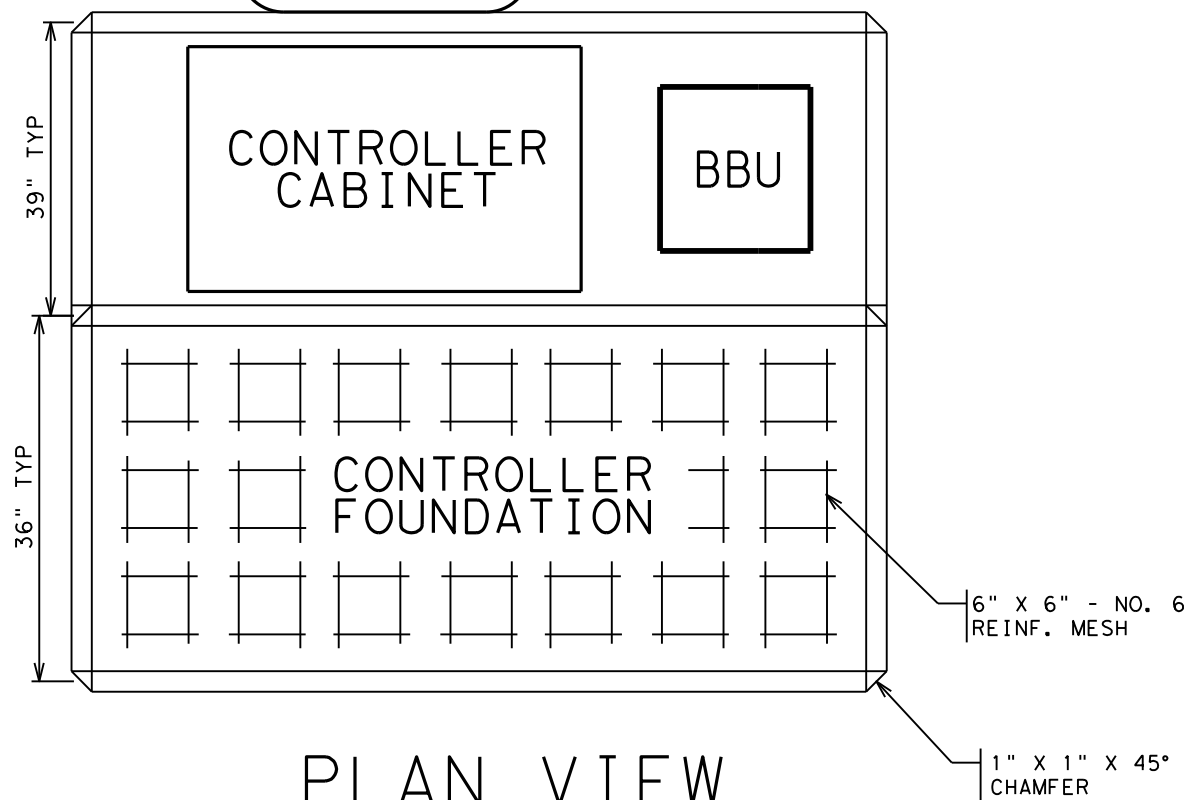 39" TYP
CONTROLLER
CABINET
BBU
36" TYP
CONTROLLER
FOUNDATION
6" X 6" - NO. 6
REINF. MESH
1" X 1" X 45°
CHAMFER
PLAN VIEW